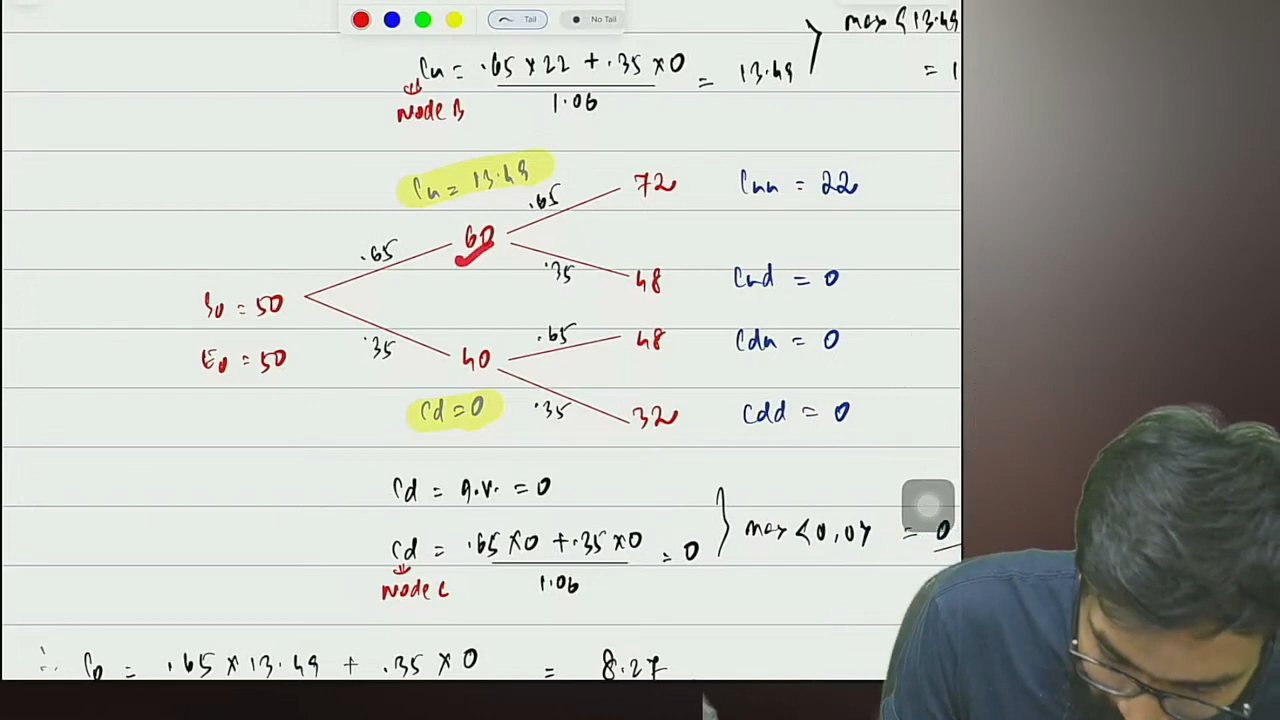 Tail No Tail
max {13.49
Cu = .65 × 22 + .35 × 0 = 13.49
= 1
1.06
Node B
Cu = 13.49
72 Cuu = 22
.65
60
.65
.35
48 Cud = 0
S0 = 50
.65
48 Cdu = 0
.35
40
E0 = 50
Cd = 0
.35
32 Cdd = 0
Cd = g.v. = 0
Cd = .65 × 0 + .35 × 0 = 0 max {0,0} = 0
1.06
Node C
∴ C0 = .65 × 13.49 + .35 × 0 = 8.27